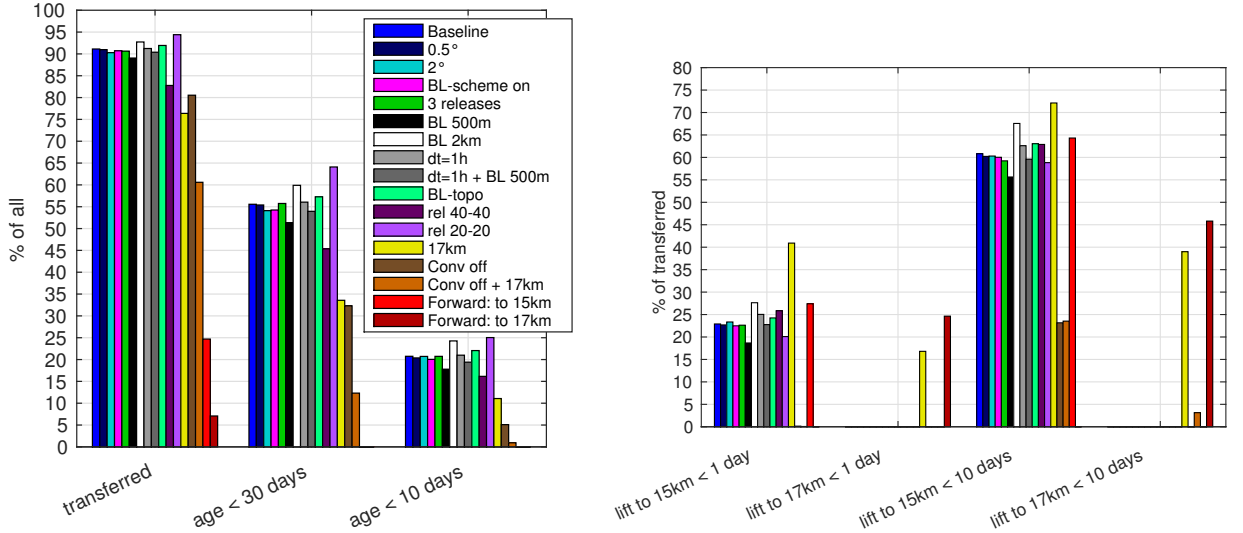 100
95
90
85
80
75
70
65
60
55
50
45
40
35
30
25
20
15
10
5
0
% of all
transferred
age < 30 days
age < 10 days
Baseline
0.5°
2°
BL-scheme on
3 releases
BL 500m
BL 2km
dt=1h
dt=1h + BL 500m
BL-topo
rel 40-40
rel 20-20
17km
Conv off
Conv off + 17km
Forward: to 15km
Forward: to 17km
80
75
70
65
60
55
50
45
40
35
30
25
20
15
10
5
0
% of transferred
lift to 15km < 1 day
lift to 17km < 1 day
lift to 15km < 10 days
lift to 17km < 10 days